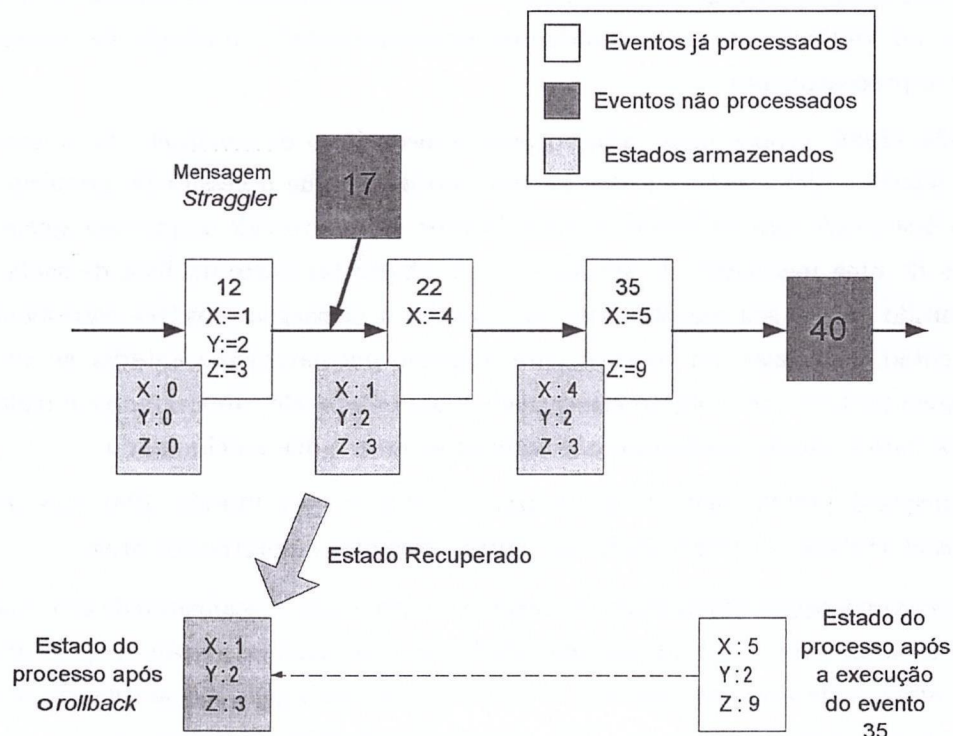 Eventos já processados
Eventos não processados
Estados armazenados
Mensagem
Straggler
17
12
X:=1
Y:=2
Z:=3
22
X:=4
35
X:=5
Z:=9
40
X:0
Y:0
Z:0
X:1
Y:2
Z:3
X:4
Y:2
Z:3
Estado Recuperado
Estado do
processo após
o rollback
X:1
Y:2
Z:3
X:5
Y:2
Z:9
Estado do
processo após
a execução
do evento
35